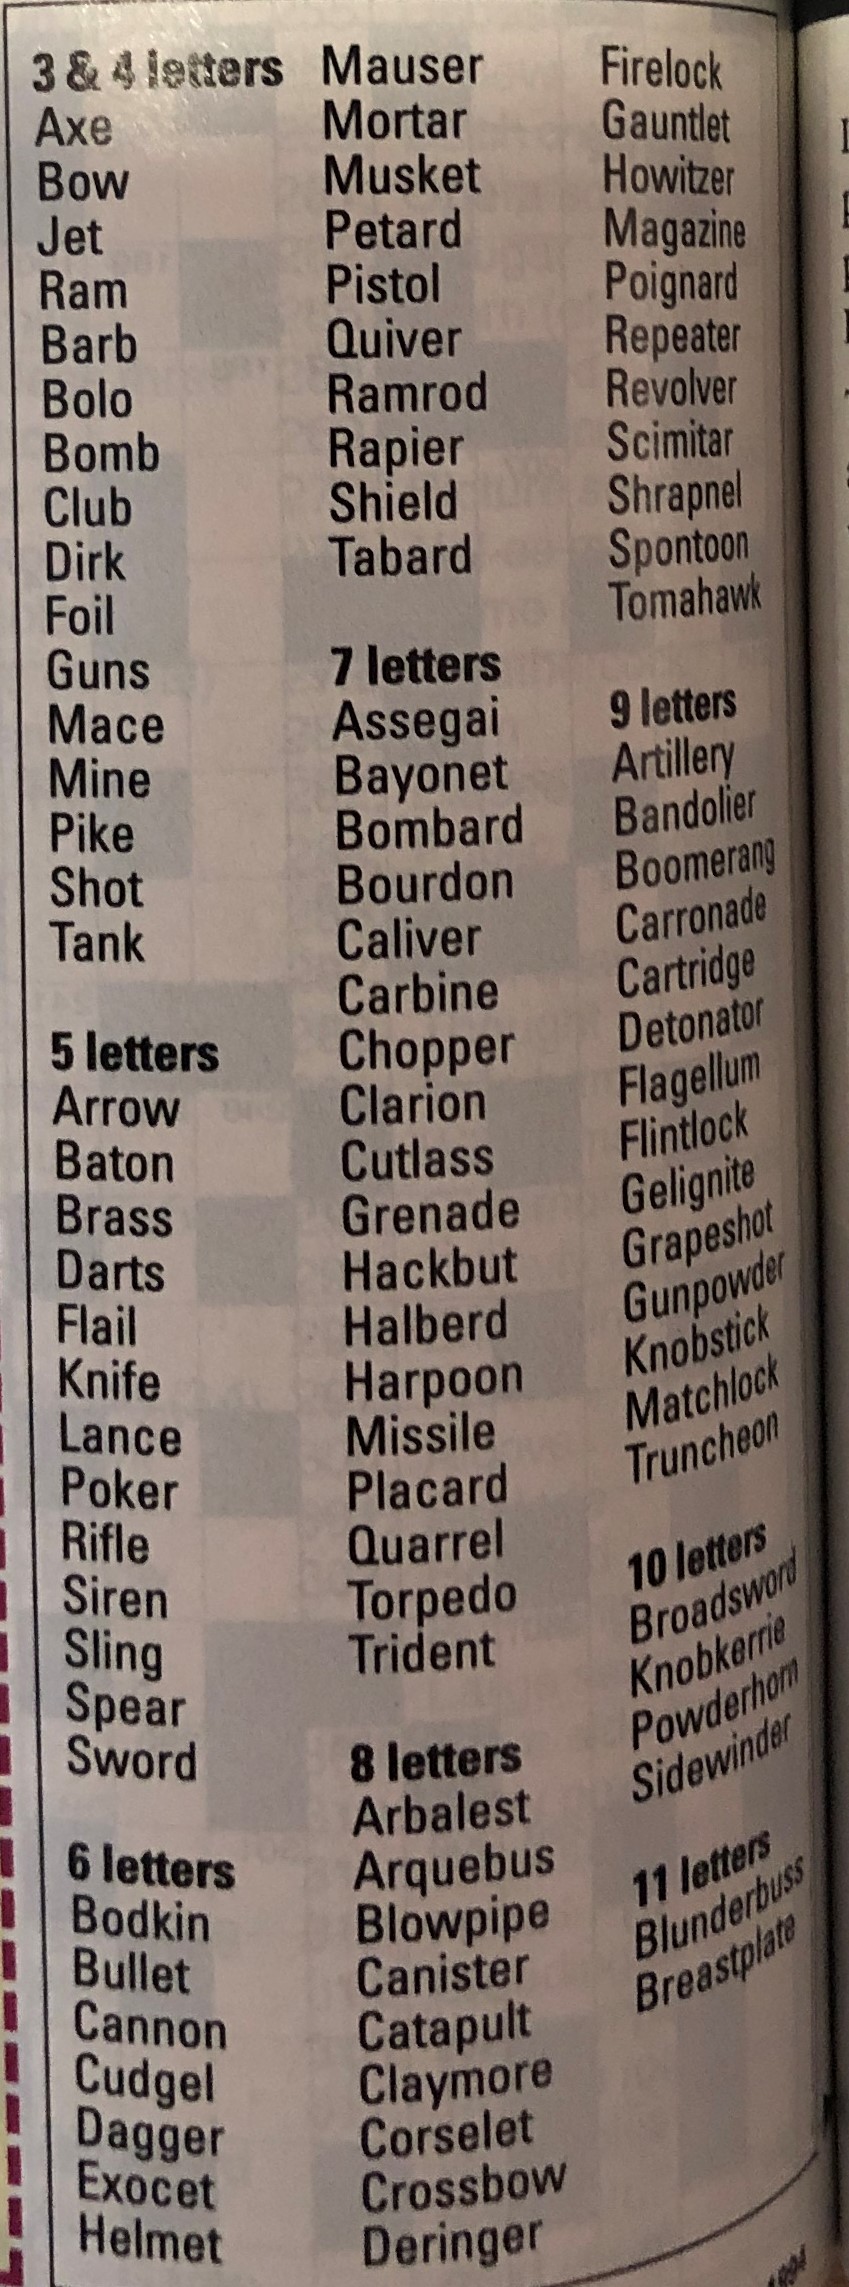 3 & 4 letters
Axe
Bow
Jet
Ram
Barb
Bolo
Bomb
Club
Dirk
Foil
Guns
Mace
Mine
Pike
Shot
Tank
5 letters
Arrow
Baton
Brass
Darts
Flail
Knife
Lance
Poker
Rifle
Siren
Sling
Spear
Sword
6 letters
Bodkin
Bullet
Cannon
Cudgel
Dagger
Exocet
Helmet
Mauser
Mortar
Musket
Petard
Pistol
Quiver
Ramrod
Rapier
Shield
Tabard
7 letters
Assegai
Bayonet
Bombard
Bourdon
Caliver
Carbine
Chopper
Clarion
Cutlass
Grenade
Hackbut
Halberd
Harpoon
Missile
Placard
Quarrel
Torpedo
Trident
8 letters
Arbalest
Arquebus
Blowpipe
Canister
Catapult
Claymore
Corselet
Crossbow
Deringer
Firelock
Gauntlet
Howitzer
Magazine
Poignard
Repeater
Revolver
Scimitar
Shrapnel
Spontoon
Tomahawk
9 letters
Artillery
Bandolier
Boomerang
Carronade
Cartridge
Detonator
Flagellum
Flintlock
Gelignite
Grapeshot
Gunpowder
Knobstick
Matchlock
Truncheon
10 letters
Broadsword
Knobkerrie
Powderhorn
Sidewinder
11 letters
Blunderbuss
Breastplate